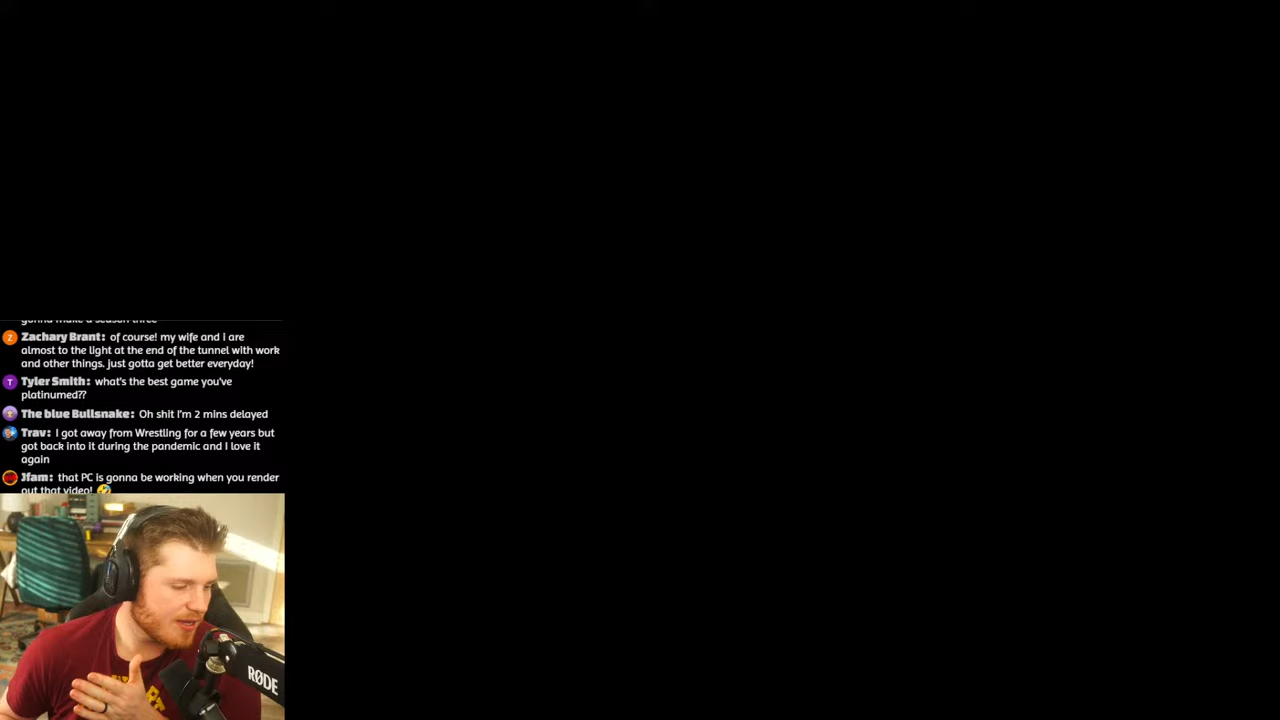 gonna make a season three
Zachary Brant: of course! my wife and i are
almost to the light at the end of the tunnel with work
and other things. just gotta get better everyday!
Z
Tyler Smith: what's the best game you've
platinumed??
T
The blue Bullsnake: Oh shit I'm 2 mins delayed
Trav: I got away from Wrestling for a few years but
got back into it during the pandemic and I love it
again
Jfam: that PC is gonna be working when you render
out that video! 🤣
RØDE